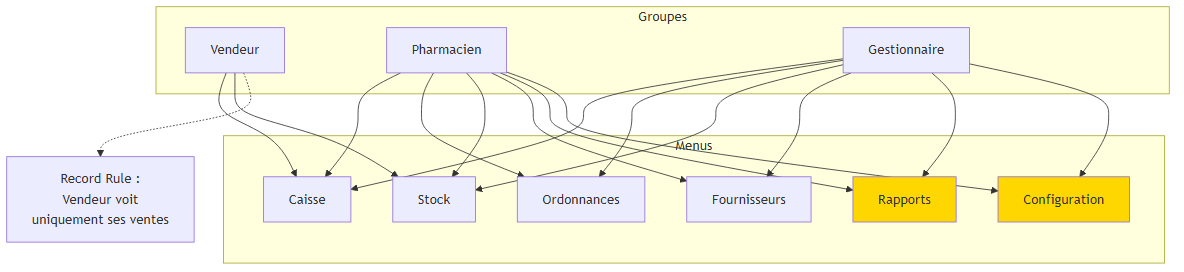 Groupes
Vendeur
Pharmacien
Gestionnaire
Menus
Record Rule :
Vendeur voit
uniquement ses ventes
Caisse
Stock
Ordonnances
Fournisseurs
Rapports
Configuration